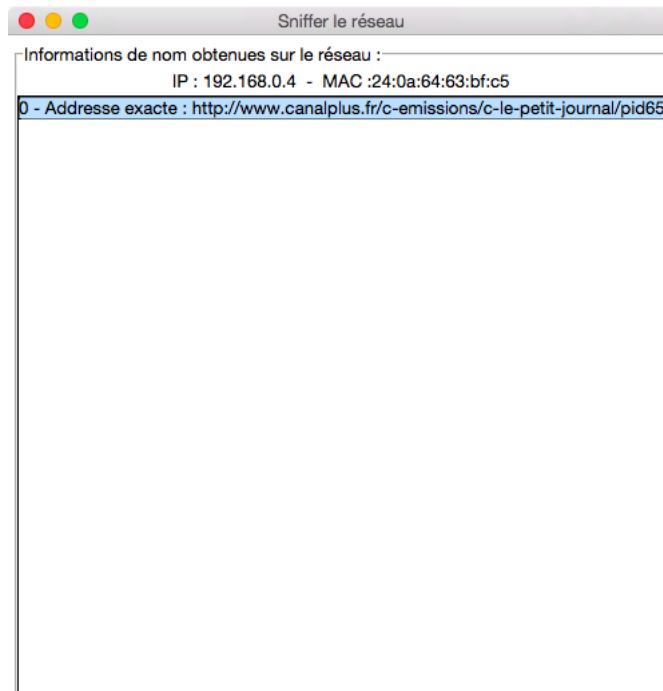 Sniffer le réseau
Informations de nom obtenues sur le réseau :
IP : 192.168.0.4 - MAC :24:0a:64:63:bf:c5
0 - Addresse exacte : http://www.canalplus.fr/c-emissions/c-le-petit-journal/pid65